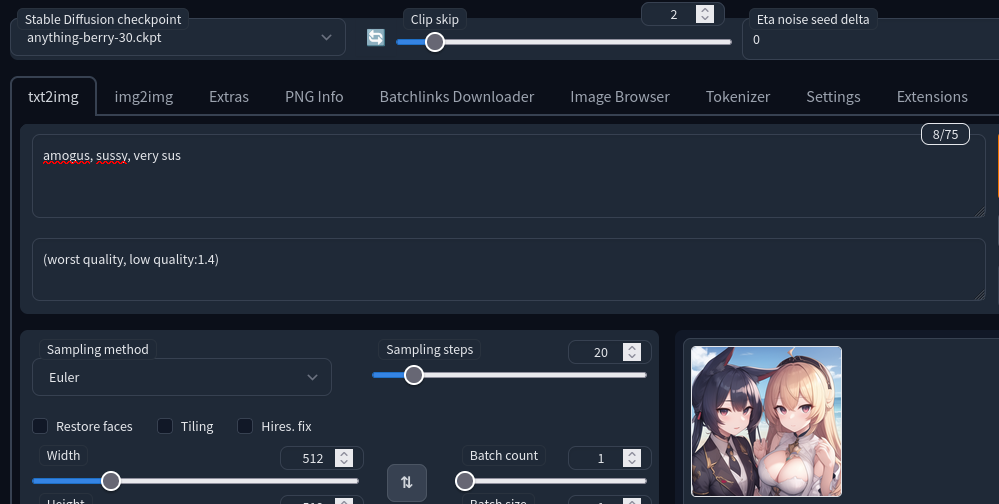 Stable Diffusion checkpoint
anything-berry-30.ckpt
Clip skip
2
Eta noise seed delta
0
txt2img
img2img
Extras
PNG Info
Batchlinks Downloader
Image Browser
Tokenizer
Settings
Extensions
8/75
amogus, sussy, very sus
(worst quality, low quality:1.4)
Sampling method
Euler
Sampling steps
20
Restore faces
Tiling
Hires. fix
Width
512
Batch count
1
Height
Batch size